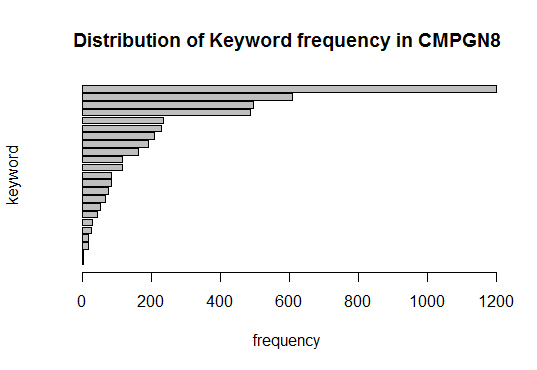 Distribution of Keyword frequency in CMPGN8
keyword
0 200 400 600 800 1000 1200
frequency